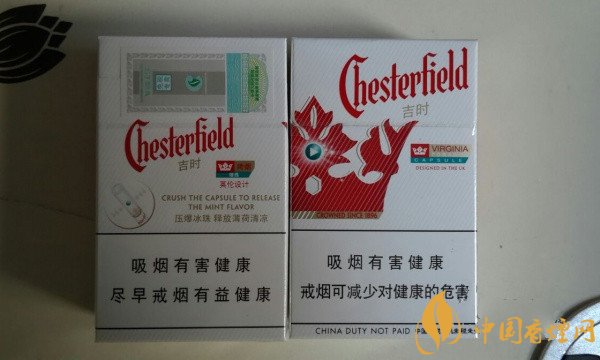 Chesterfield
吉时
英伦设计
CRUSH THE CAPSULE TO RELEASE
THE MINT FLAVOR
压爆冰珠 释放薄荷清凉
吸烟有害健康
尽早戒烟有益健康
Chesterfield
吉时
VIRGINIA
CAPSULE
DESIGNED IN THE UK
CROWNED SINCE 1896
吸烟有害健康
戒烟可减少对健康的危害
CHINA DUTY NOT PAID
中国香烟网